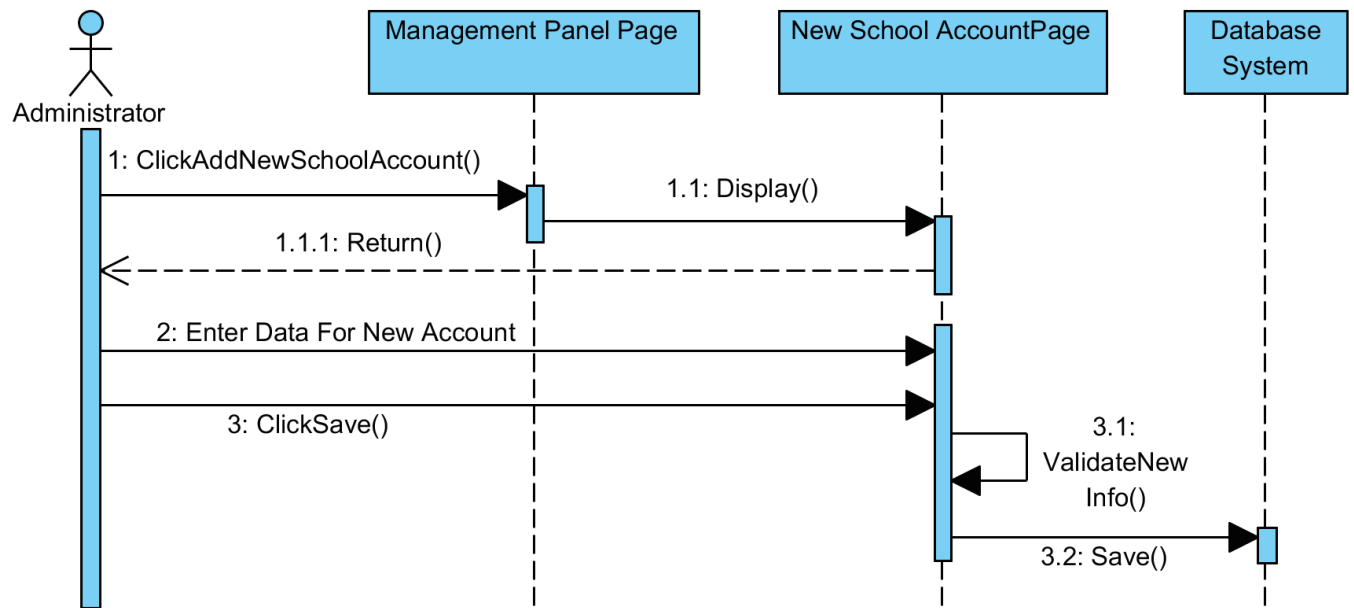 Management Panel Page
New School AccountPage
Database
System
Administrator
1: ClickAddNewSchoolAccount()
1.1: Display()
1.1.1: Return()
2: Enter Data For New Account
3: ClickSave()
3.1:
ValidateNew
Info()
3.2: Save()